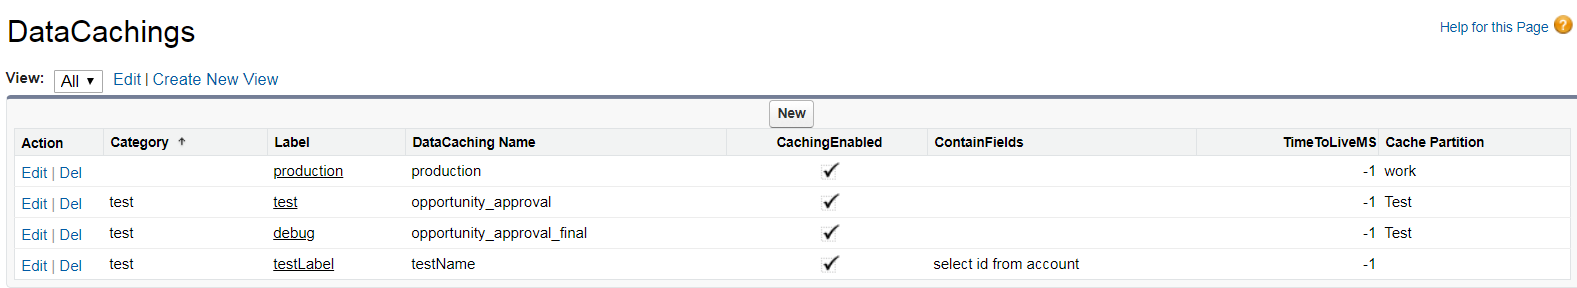 DataCachings
Help for this Page ?
View: All Edit | Create New View
New
Action Category Label DataCaching Name CachingEnabled ContainFields TimeToLiveMS Cache Partition
Edit | Del production production -1 work
Edit | Del test test opportunity_approval -1 Test
Edit | Del test debug opportunity_approval_final -1 Test
Edit | Del test testLabel testName select id from account -1